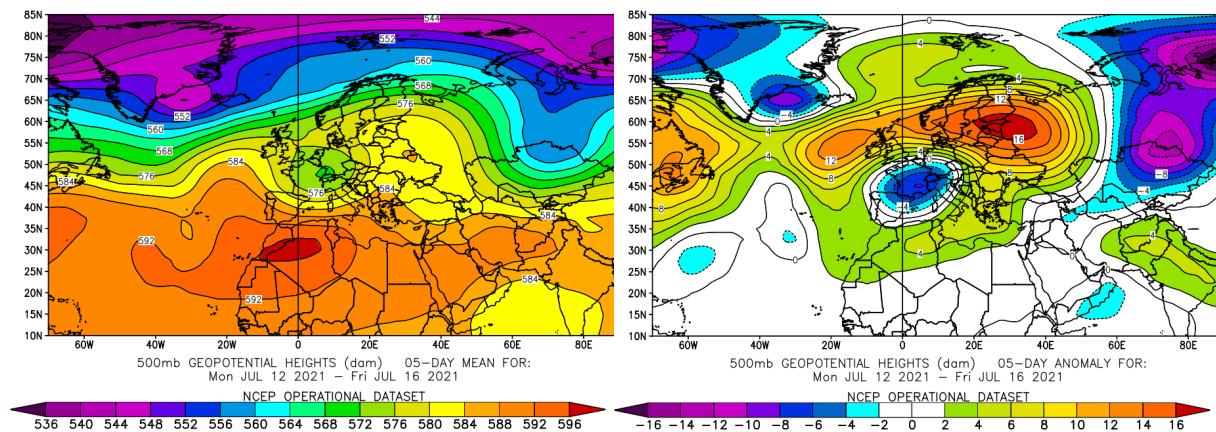 85N
80N
75N
70N
65N
60N
55N
50N
45N
40N
35N
30N
25N
20N
15N
10N
544
552
552
560
560
568
568
576
576
576
584
584
584
584
584
592
592
60W 40W 20W 0 20E 40E 60E 80E
500mb GEOPOTENTIAL HEIGHTS (dam) 05-DAY MEAN FOR:
Mon JUL 12 2021 – Fri JUL 16 2021
NCEP OPERATIONAL DATASET
536 540 544 548 552 556 560 564 568 572 576 580 584 588 592 596
85N
80N
75N
70N
65N
60N
55N
50N
45N
40N
35N
30N
25N
20N
15N
10N
0
4
4
-4
0
4
8
12
16
4
12
8
4
0
-4
8
8
-8
-4
4
0
4
0
60W 40W 20W 0 20E 40E 60E 80E
500mb GEOPOTENTIAL HEIGHTS (dam) 05-DAY ANOMALY FOR:
Mon JUL 12 2021 – Fri JUL 16 2021
NCEP OPERATIONAL DATASET
-16 -14 -12 -10 -8 -6 -4 -2 0 2 4 6 8 10 12 14 16